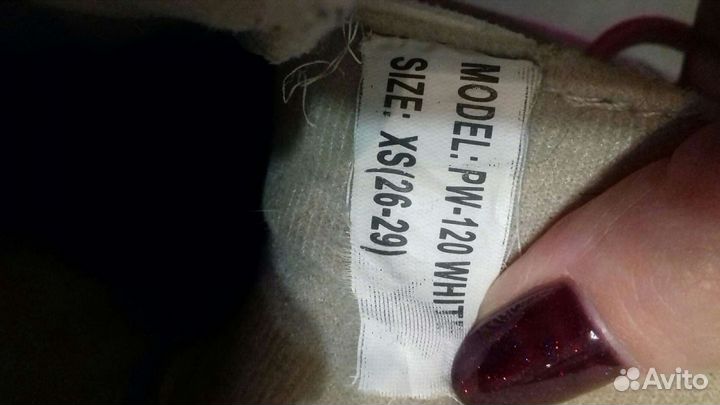 MODEL: PW-120 WHIT
SIZE: XS(26-29)
Avito